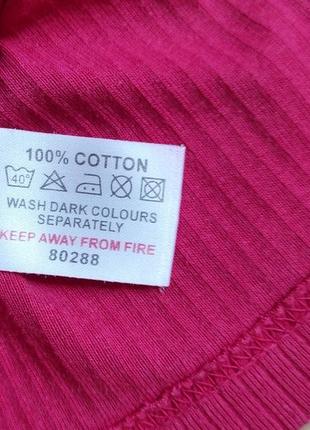 100% COTTON
40°
WASH DARK COLOURS
SEPARATELY
KEEP AWAY FROM FIRE
80288